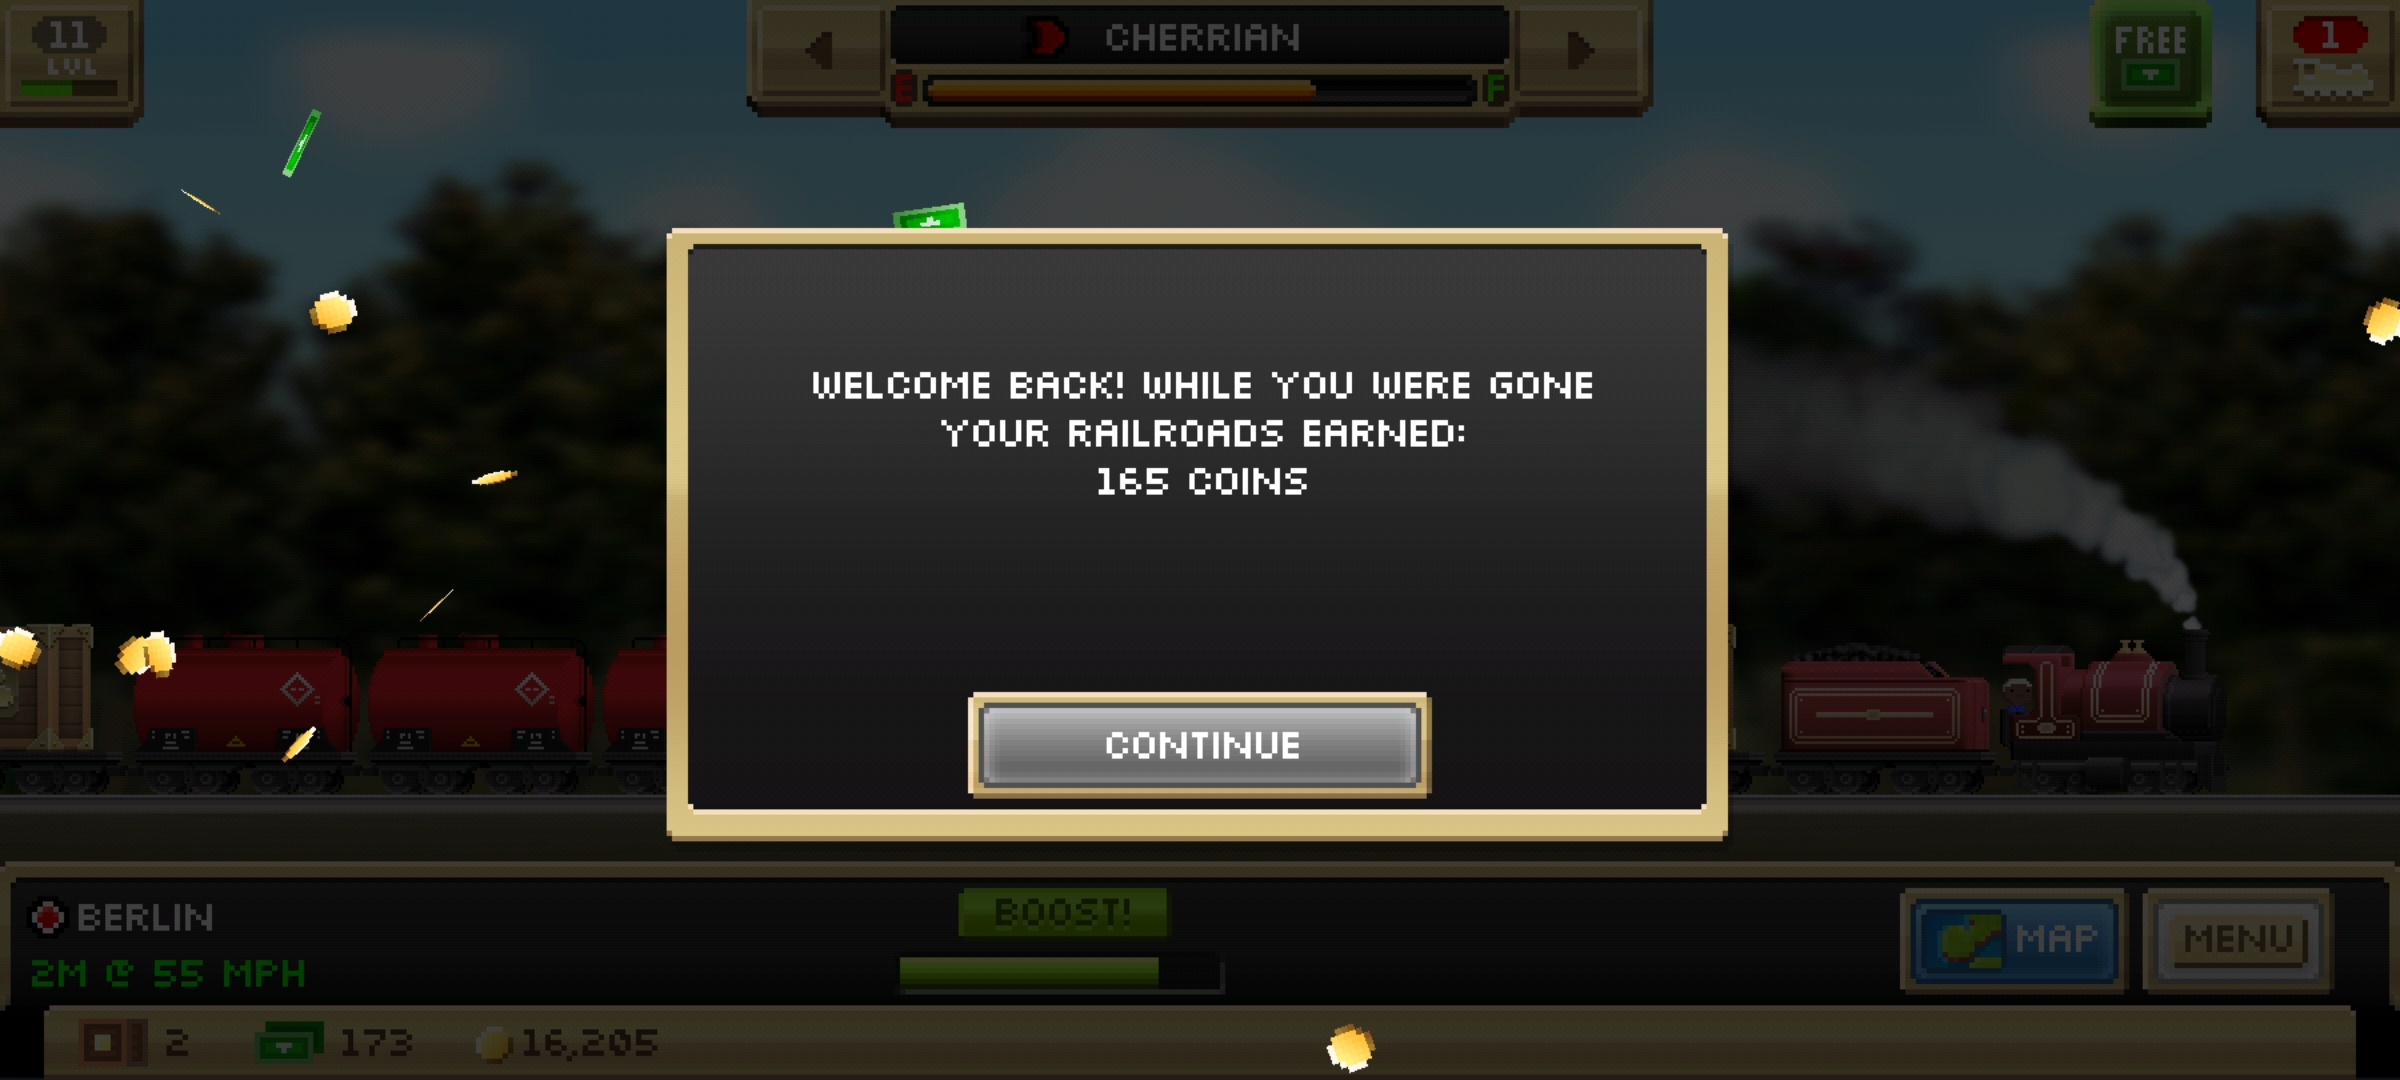 11
LVL
CHERRIAN
E
F
FREE
1
WELCOME BACK! WHILE YOU WERE GONE
YOUR RAILROADS EARNED:
165 COINS
CONTINUE
BERLIN
2M @ 55 MPH
BOOST!
MAP
MENU
2
173
16,205